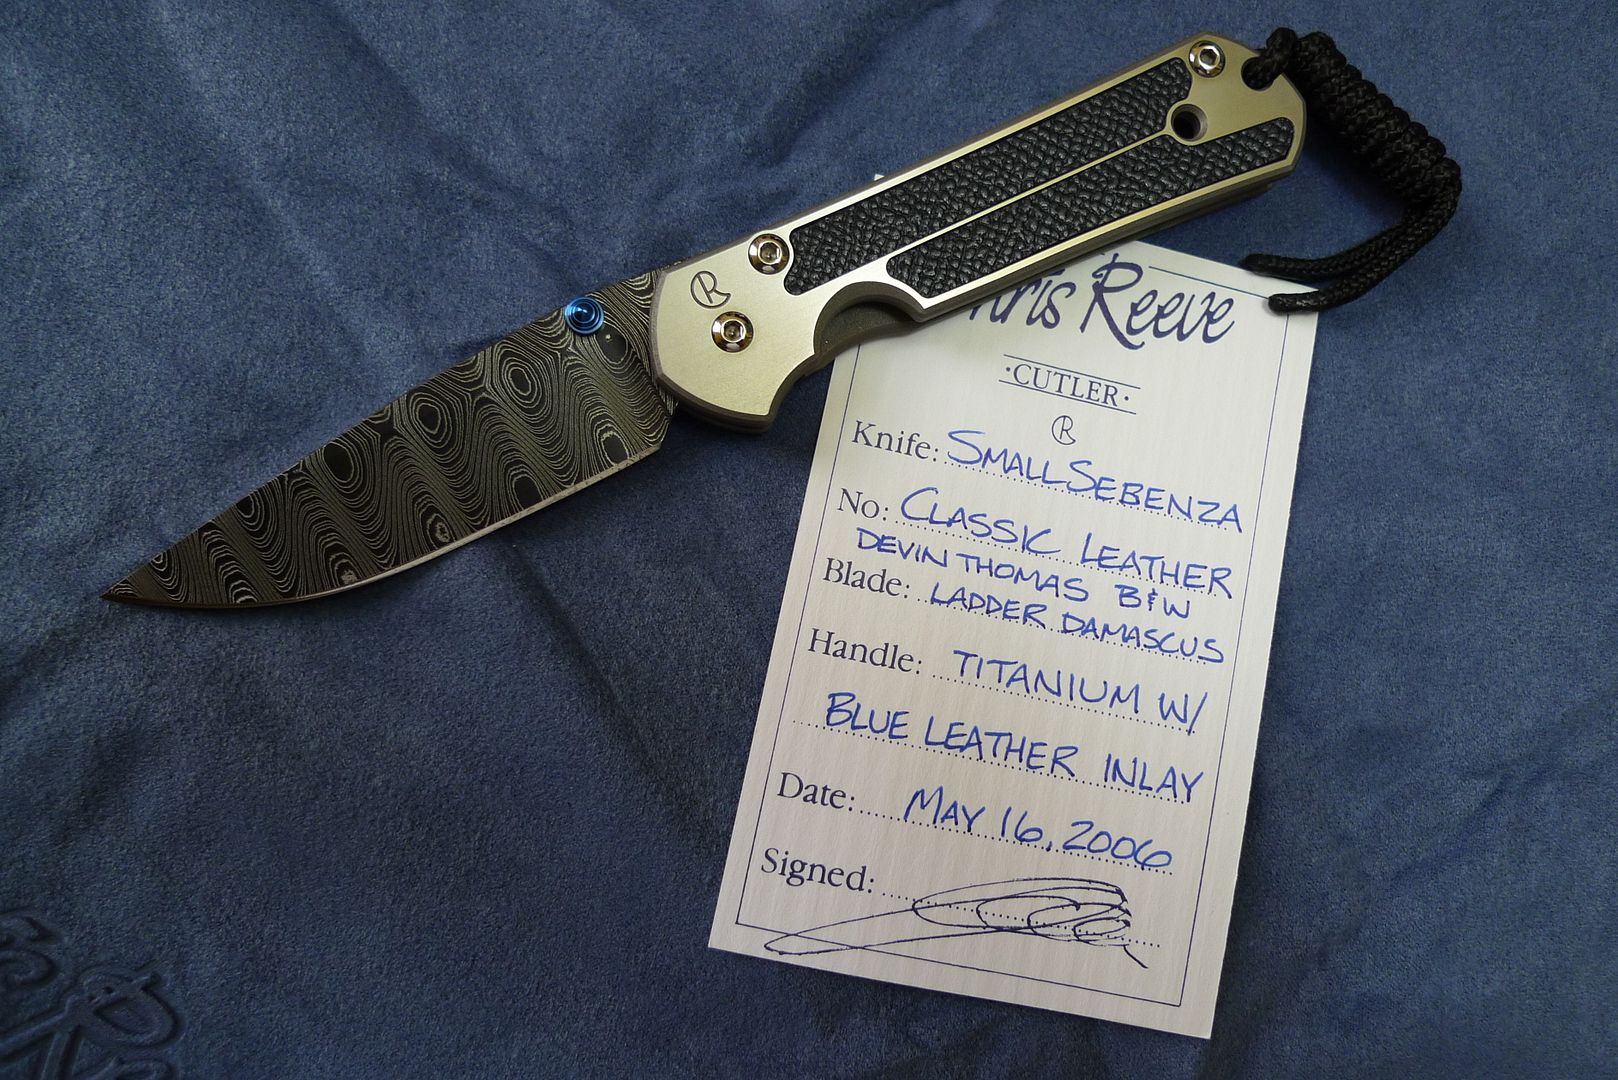 Chris Reeve
·CUTLER·
Knife: SMALL SEBENZA
No: CLASSIC LEATHER
DEVIN THOMAS B&W
Blade: LADDER DAMASCUS
Handle: TITANIUM W/
BLUE LEATHER INLAY
Date: MAY 16, 2006
Signed: